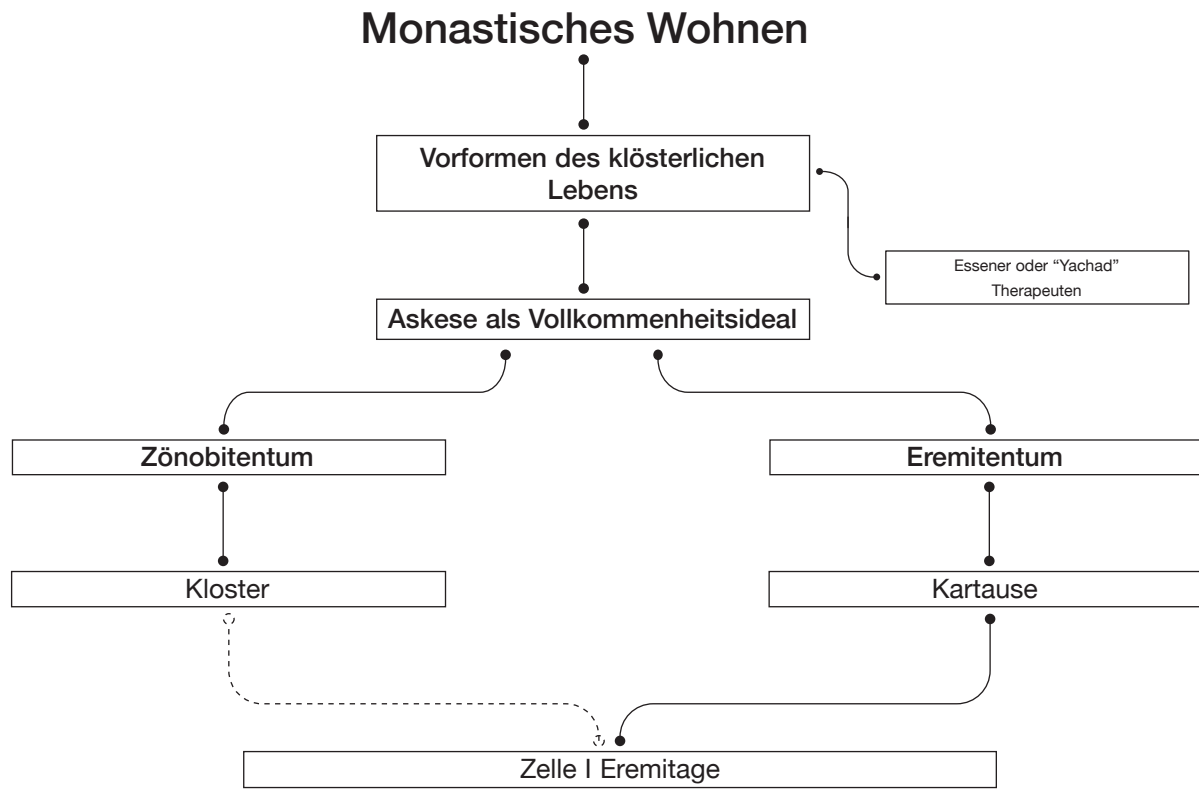 Monastisches Wohnen
Vorformen des klösterlichen
Lebens
Essener oder “Yachad”
Therapeuten
Askese als Vollkommenheitsideal
Zönobitentum
Eremitentum
Kloster
Kartause
Zelle I Eremitage